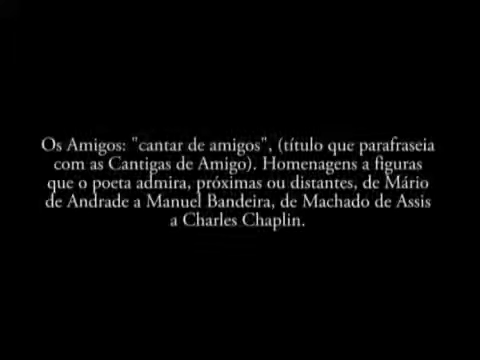 Os Amigos: "cantar de amigos", (título que parafraseia
com as Cantigas de Amigo). Homenagens a figuras
que o poeta admira, próximas ou distantes, de Mário
de Andrade a Manuel Bandeira, de Machado de Assis
a Charles Chaplin.